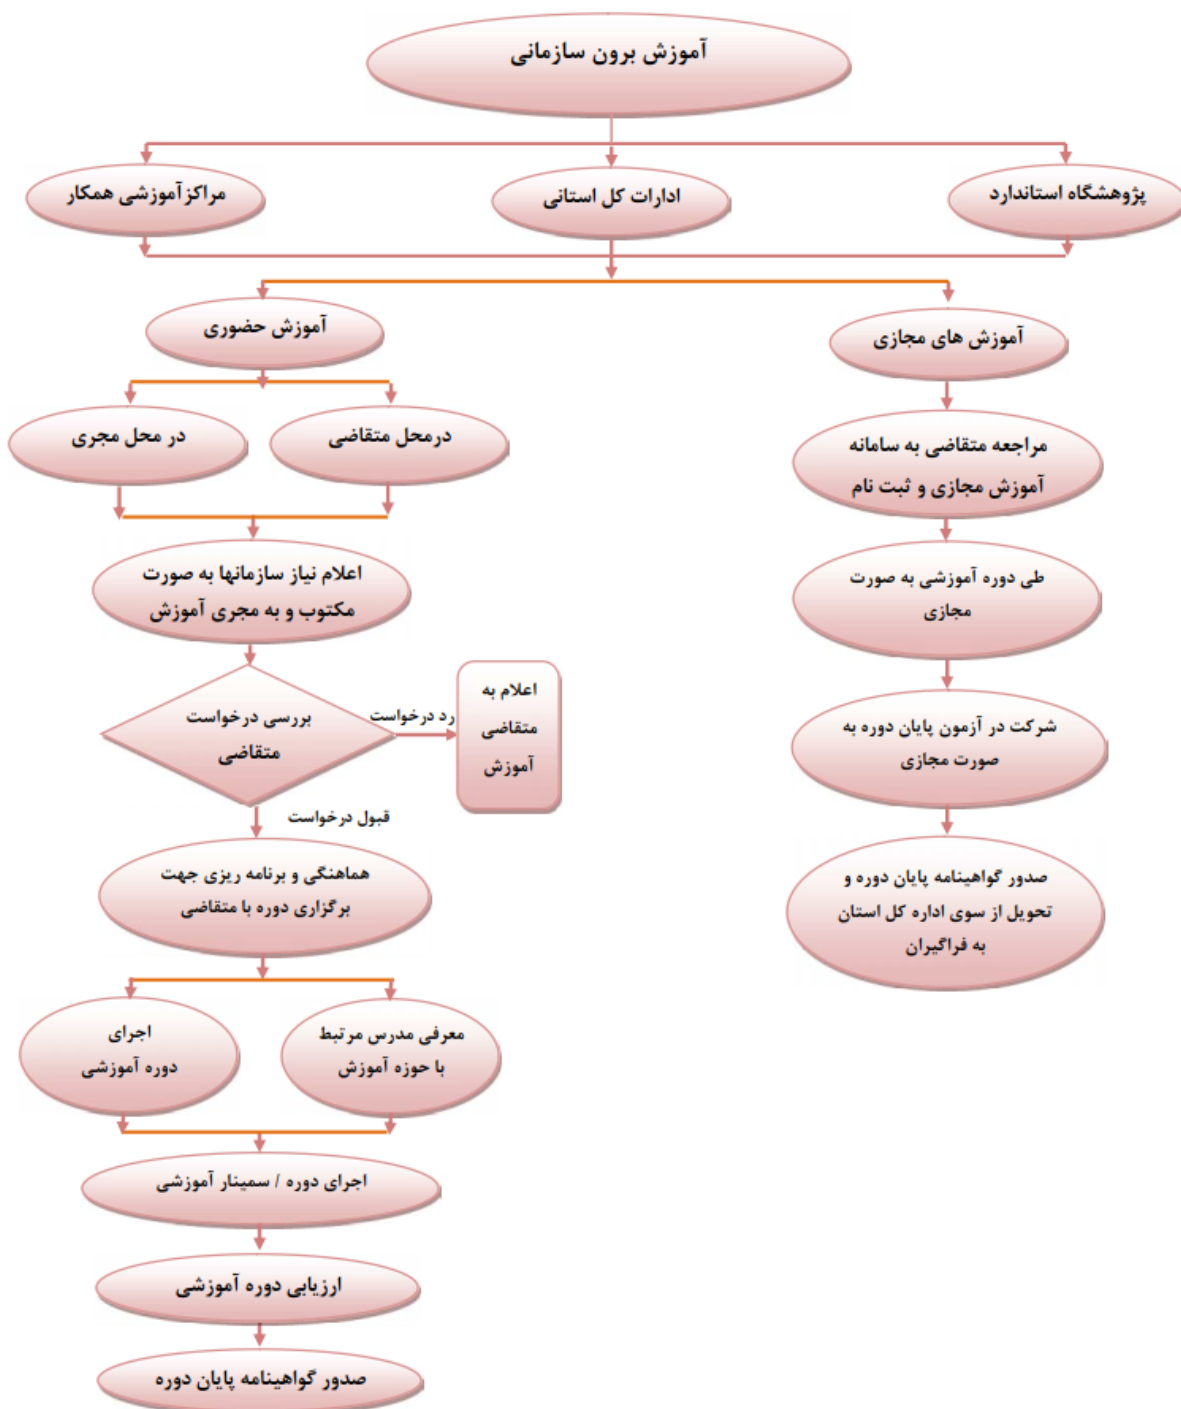 آموزش برون سازمانی
پژوهشگاه استاندارد
ادارات کل استانی
مراکزآموزشی همکار
آموزش های مجازی
آموزش حضوری
مراجعه متقاضی به سامانه
آموزش مجازی و ثبت نام
درمحل متقاضی
در محل مجری
طی دوره آموزشی به صورت
مجازی
اعلام نیاز سازمانها به صورت
مکتوب و به مجری آموزش
شرکت در آزمون پایان دوره به
صورت مجازی
بررسی درخواست
متقاضی
رد درخواست
اعلام به
متقاضی
آموزش
قبول درخواست
صدور گواهینامه پایان دوره و
تحویل از سوی اداره کل استان
به فراگیران
هماهنگی و برنامه ریزی جهت
برگزاری دوره با متقاضی
معرفی مدرس مرتبط
با حوزه آموزش
اجرای
دوره آموزشی
اجرای دوره / سمینار آموزشی
ارزیابی دوره آموزشی
صدور گواهینامه پایان دوره